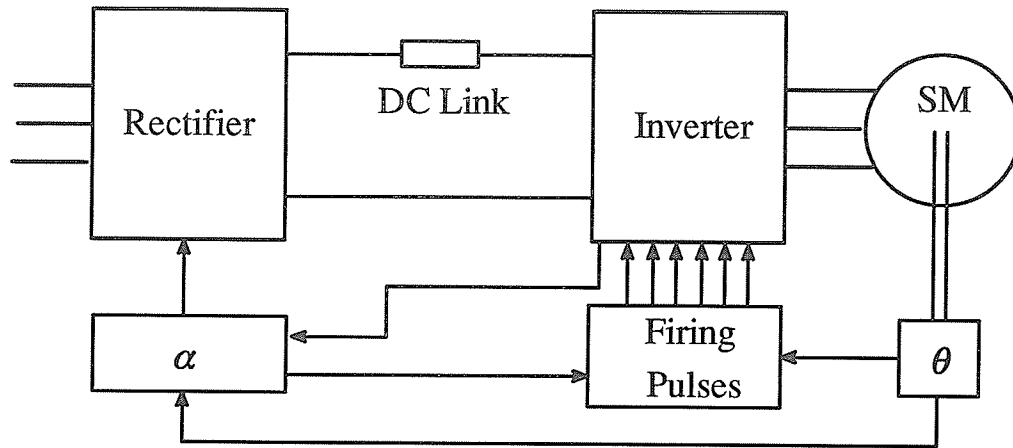 Rectifier
DC Link
Inverter
SM
α
Firing
Pulses
θ